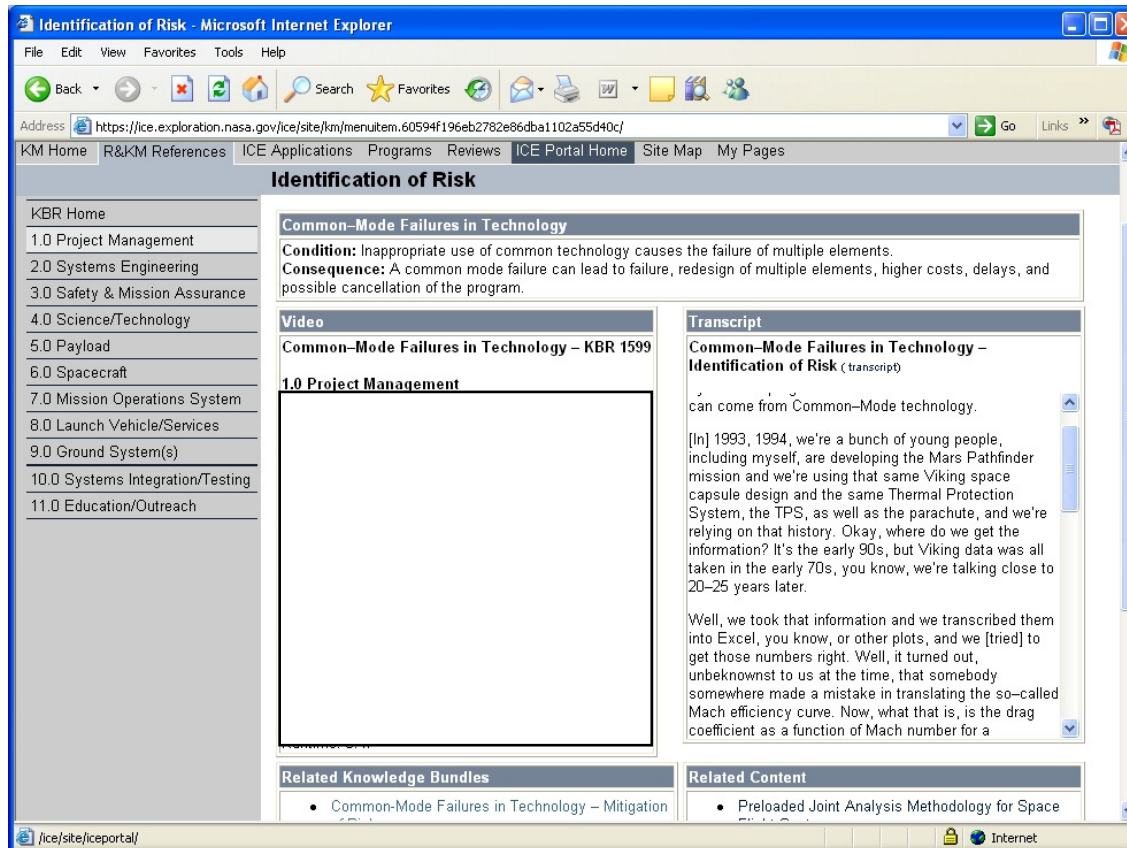 Identification of Risk - Microsoft Internet Explorer
File Edit View Favorites Tools Help
Back Search Favorites
Address https://ice.exploration.nasa.gov/ice/site/km/menuitem.60594f196eb2782e86dba1102a55d40c/ Go Links »
KM Home R&KM References ICE Applications Programs Reviews ICE Portal Home Site Map My Pages
Identification of Risk
KBR Home
1.0 Project Management
2.0 Systems Engineering
3.0 Safety & Mission Assurance
4.0 Science/Technology
5.0 Payload
6.0 Spacecraft
7.0 Mission Operations System
8.0 Launch Vehicle/Services
9.0 Ground System(s)
10.0 Systems Integration/Testing
11.0 Education/Outreach
Common–Mode Failures in Technology
Condition: Inappropriate use of common technology causes the failure of multiple elements.
Consequence: A common mode failure can lead to failure, redesign of multiple elements, higher costs, delays, and
possible cancellation of the program.
Video
Common–Mode Failures in Technology – KBR 1599
1.0 Project Management
Transcript
Common–Mode Failures in Technology –
Identification of Risk ( transcript)
can come from Common–Mode technology.
[In] 1993, 1994, we're a bunch of young people,
including myself, are developing the Mars Pathfinder
mission and we're using that same Viking space
capsule design and the same Thermal Protection
System, the TPS, as well as the parachute, and we're
relying on that history. Okay, where do we get the
information? It's the early 90s, but Viking data was all
taken in the early 70s, you know, we're talking close to
20–25 years later.
Well, we took that information and we transcribed them
into Excel, you know, or other plots, and we [tried] to
get those numbers right. Well, it turned out,
unbeknownst to us at the time, that somebody
somewhere made a mistake in translating the so–called
Mach efficiency curve. Now, what that is, is the drag
coefficient as a function of Mach number for a
Related Knowledge Bundles
• Common-Mode Failures in Technology – Mitigation
Related Content
• Preloaded Joint Analysis Methodology for Space
/ice/site/iceportal/
Internet